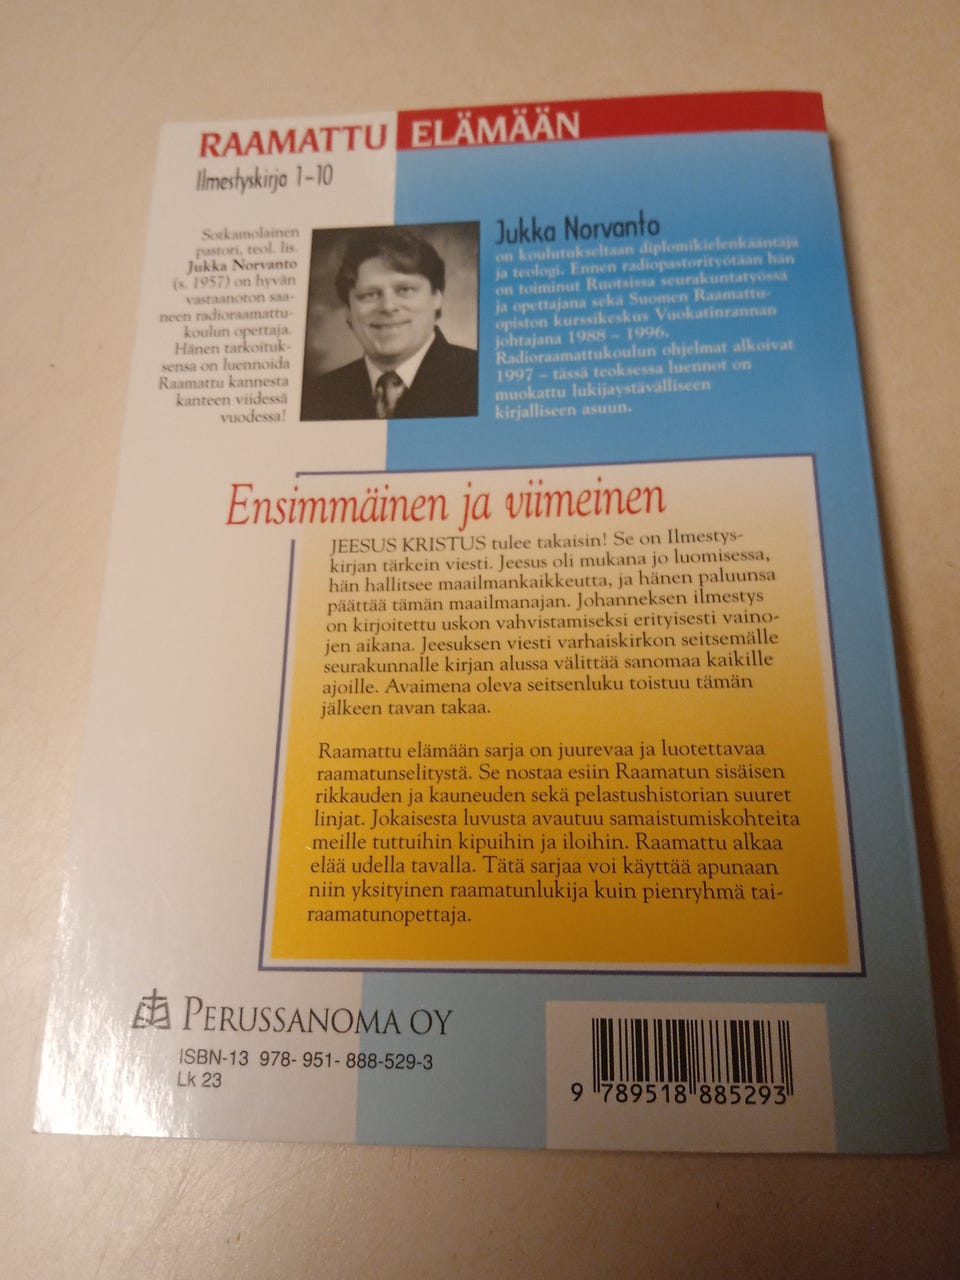 RAAMATTU ELÄMÄÄN
Ilmestyskirja 1-10
Sotkamolainen
pastori, teol. lis.
Jukka Norvanto
(s. 1957) on hyvän
vastaanoton saa-
neen radioraamattu-
koulun opettaja.
Hänen tarkoituk-
sensa on luennoida
Raamattu kannesta
kanteen viidessä
vuodessa!
Jukka Norvanto
on koulutukseltaan diplomikielenkääntäjä
ja teologi. Ennen radiopastorityötään hän
on toiminut Ruotsissa seurakuntatyössä
ja opettajana sekä Suomen Raamattu-
opiston kurssikeskus Vuokatinrannan
johtajana 1988 - 1996.
Radioraamattukoulun ohjelmat alkoivat
1997 - tässä teoksessa luennot on
muokattu lukijaystävälliseen
kirjalliseen asuun.
Ensimmäinen ja viimeinen
JEESUS KRISTUS tulee takaisin! Se on Ilmestys-
kirjan tärkein viesti. Jeesus oli mukana jo luomisessa,
hän hallitsee maailmankaikkeutta, ja hänen paluunsa
päättää tämän maailmanajan. Johanneksen ilmestys
on kirjoitettu uskon vahvistamiseksi erityisesti vaino-
jen aikana. Jeesuksen viesti varhaiskirkon seitsemälle
seurakunnalle kirjan alussa välittää sanomaa kaikille
ajoille. Avaimena oleva seitsenluku toistuu tämän
jälkeen tavan takaa.
Raamattu elämään sarja on juurevaa ja luotettavaa
raamatunselitystä. Se nostaa esiin Raamatun sisäisen
rikkauden ja kauneuden sekä pelastushistorian suuret
linjat. Jokaisesta luvusta avautuu samaistumiskohteita
meille tuttuihin kipuihin ja iloihin. Raamattu alkaa
elää udella tavalla. Tätä sarjaa voi käyttää apunaan
niin yksityinen raamatunlukija kuin pienryhmä tai-
raamatunopettaja.
PERUSSANOMA OY
ISBN-13 978- 951- 888-529-3
Lk 23
9 789518 885293